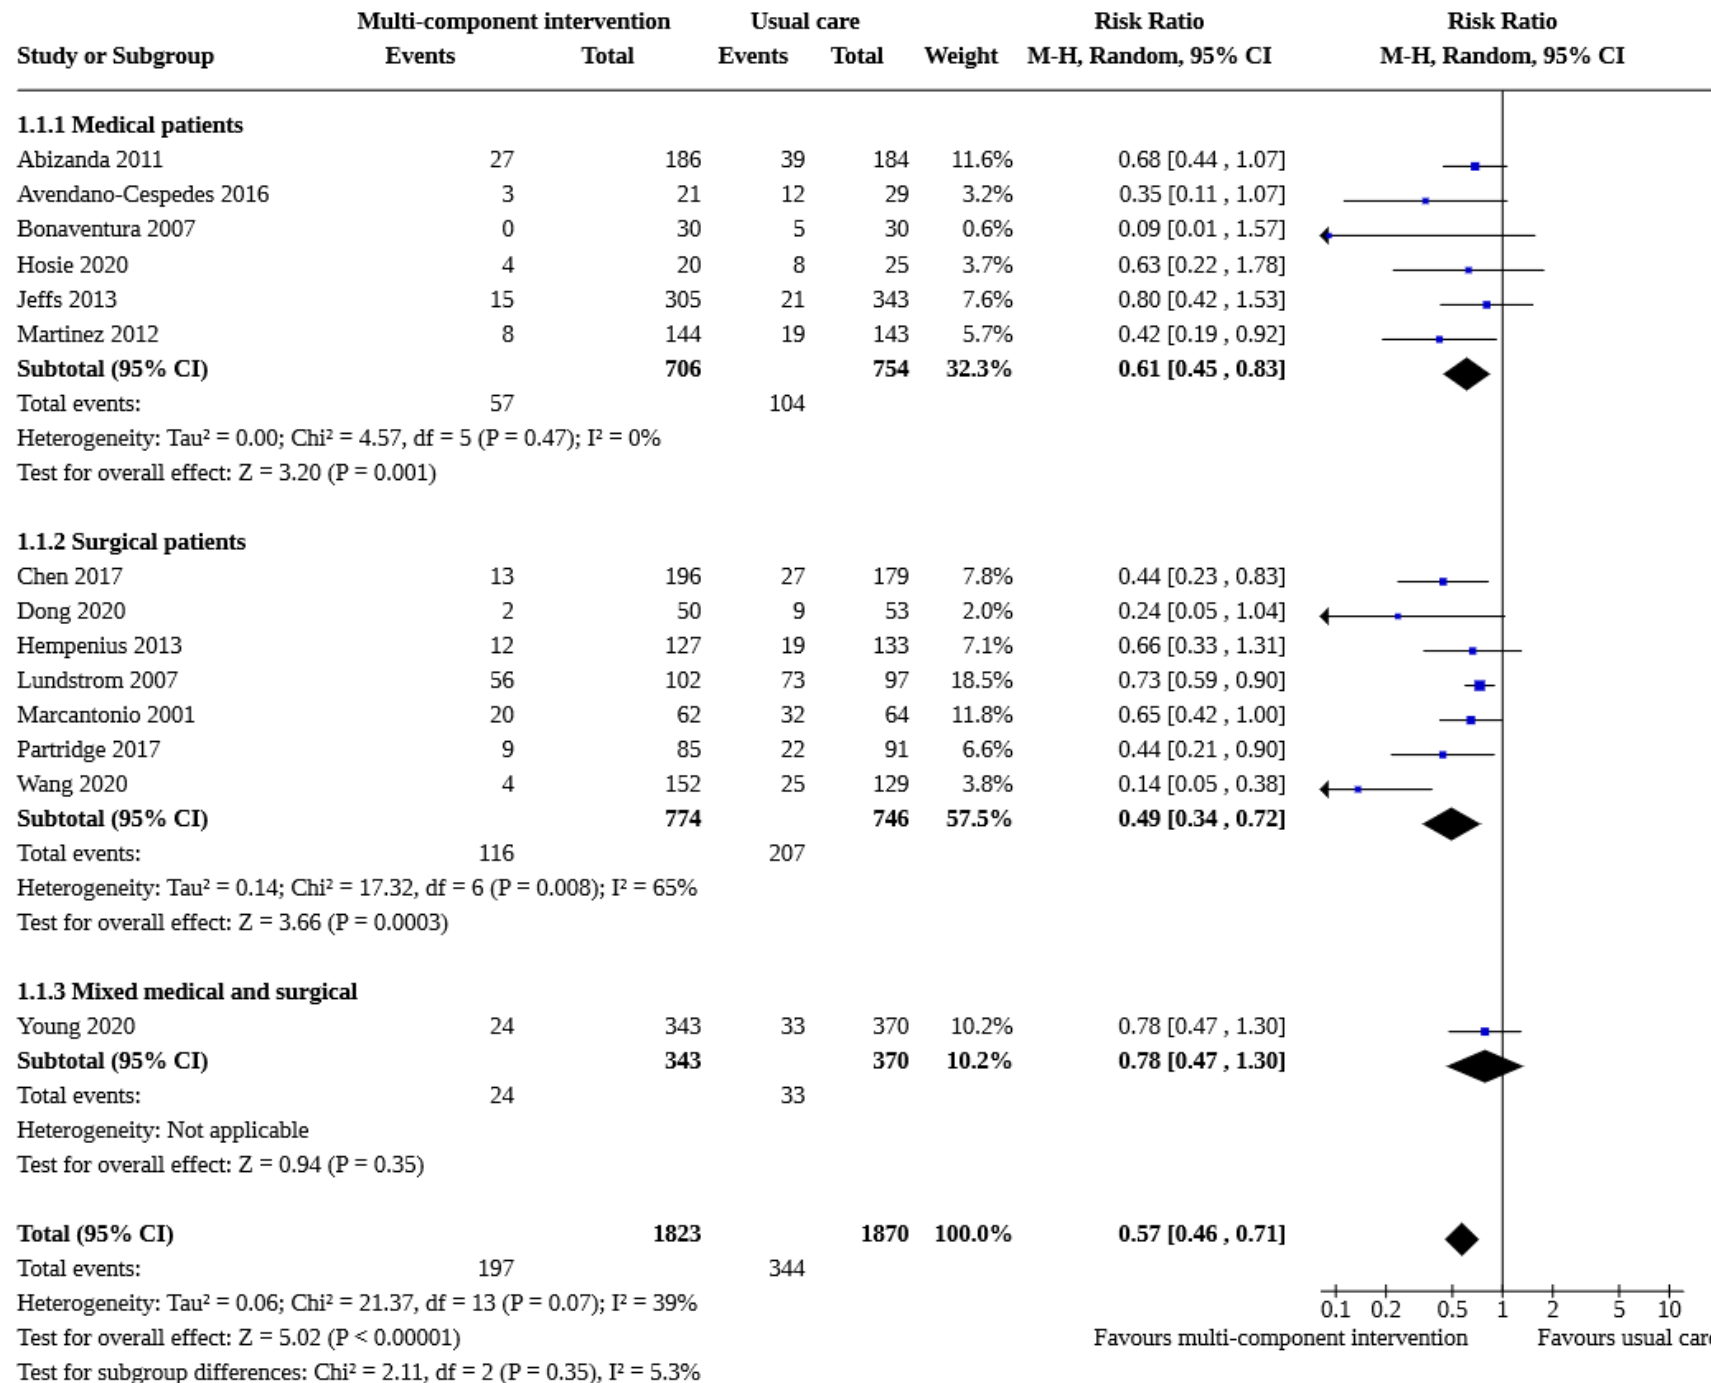 Multi-component intervention Usual care Risk Ratio Risk Ratio
Study or Subgroup Events Total Events Total Weight M-H, Random, 95% CI M-H, Random, 95% CI
1.1.1 Medical patients
Abizanda 2011 27 186 39 184 11.6% 0.68 [0.44 , 1.07]
Avendano-Cespedes 2016 3 21 12 29 3.2% 0.35 [0.11 , 1.07]
Bonaventura 2007 0 30 5 30 0.6% 0.09 [0.01 , 1.57]
Hosie 2020 4 20 8 25 3.7% 0.63 [0.22 , 1.78]
Jeffs 2013 15 305 21 343 7.6% 0.80 [0.42 , 1.53]
Martinez 2012 8 144 19 143 5.7% 0.42 [0.19 , 0.92]
Subtotal (95% CI) 706 754 32.3% 0.61 [0.45 , 0.83]
Total events: 57 104
Heterogeneity: Tau² = 0.00; Chi² = 4.57, df = 5 (P = 0.47); I² = 0%
Test for overall effect: Z = 3.20 (P = 0.001)
1.1.2 Surgical patients
Chen 2017 13 196 27 179 7.8% 0.44 [0.23 , 0.83]
Dong 2020 2 50 9 53 2.0% 0.24 [0.05 , 1.04]
Hempenius 2013 12 127 19 133 7.1% 0.66 [0.33 , 1.31]
Lundstrom 2007 56 102 73 97 18.5% 0.73 [0.59 , 0.90]
Marcantonio 2001 20 62 32 64 11.8% 0.65 [0.42 , 1.00]
Partridge 2017 9 85 22 91 6.6% 0.44 [0.21 , 0.90]
Wang 2020 4 152 25 129 3.8% 0.14 [0.05 , 0.38]
Subtotal (95% CI) 774 746 57.5% 0.49 [0.34 , 0.72]
Total events: 116 207
Heterogeneity: Tau² = 0.14; Chi² = 17.32, df = 6 (P = 0.008); I² = 65%
Test for overall effect: Z = 3.66 (P = 0.0003)
1.1.3 Mixed medical and surgical
Young 2020 24 343 33 370 10.2% 0.78 [0.47 , 1.30]
Subtotal (95% CI) 343 370 10.2% 0.78 [0.47 , 1.30]
Total events: 24 33
Heterogeneity: Not applicable
Test for overall effect: Z = 0.94 (P = 0.35)
Total (95% CI) 1823 1870 100.0% 0.57 [0.46 , 0.71]
Total events: 197 344
Heterogeneity: Tau² = 0.06; Chi² = 21.37, df = 13 (P = 0.07); I² = 39%
0.1 0.2 0.5 1 2 5 10
Test for overall effect: Z = 5.02 (P < 0.00001)
Favours multi-component intervention Favours usual car
Test for subgroup differences: Chi² = 2.11, df = 2 (P = 0.35), I² = 5.3%